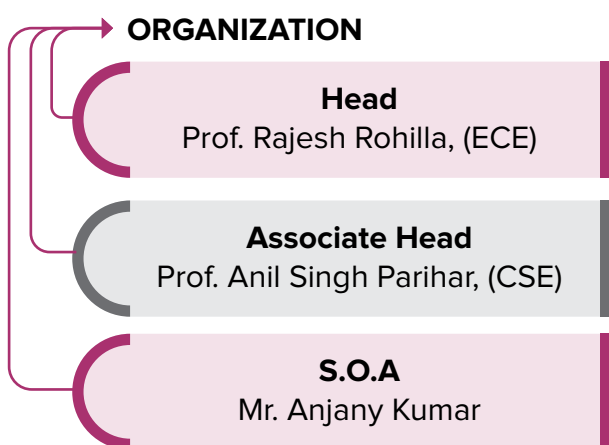 ORGANIZATION
Head
Prof. Rajesh Rohilla, (ECE)
Associate Head
Prof. Anil Singh Parihar, (CSE)
S.O.A
Mr. Anjany Kumar